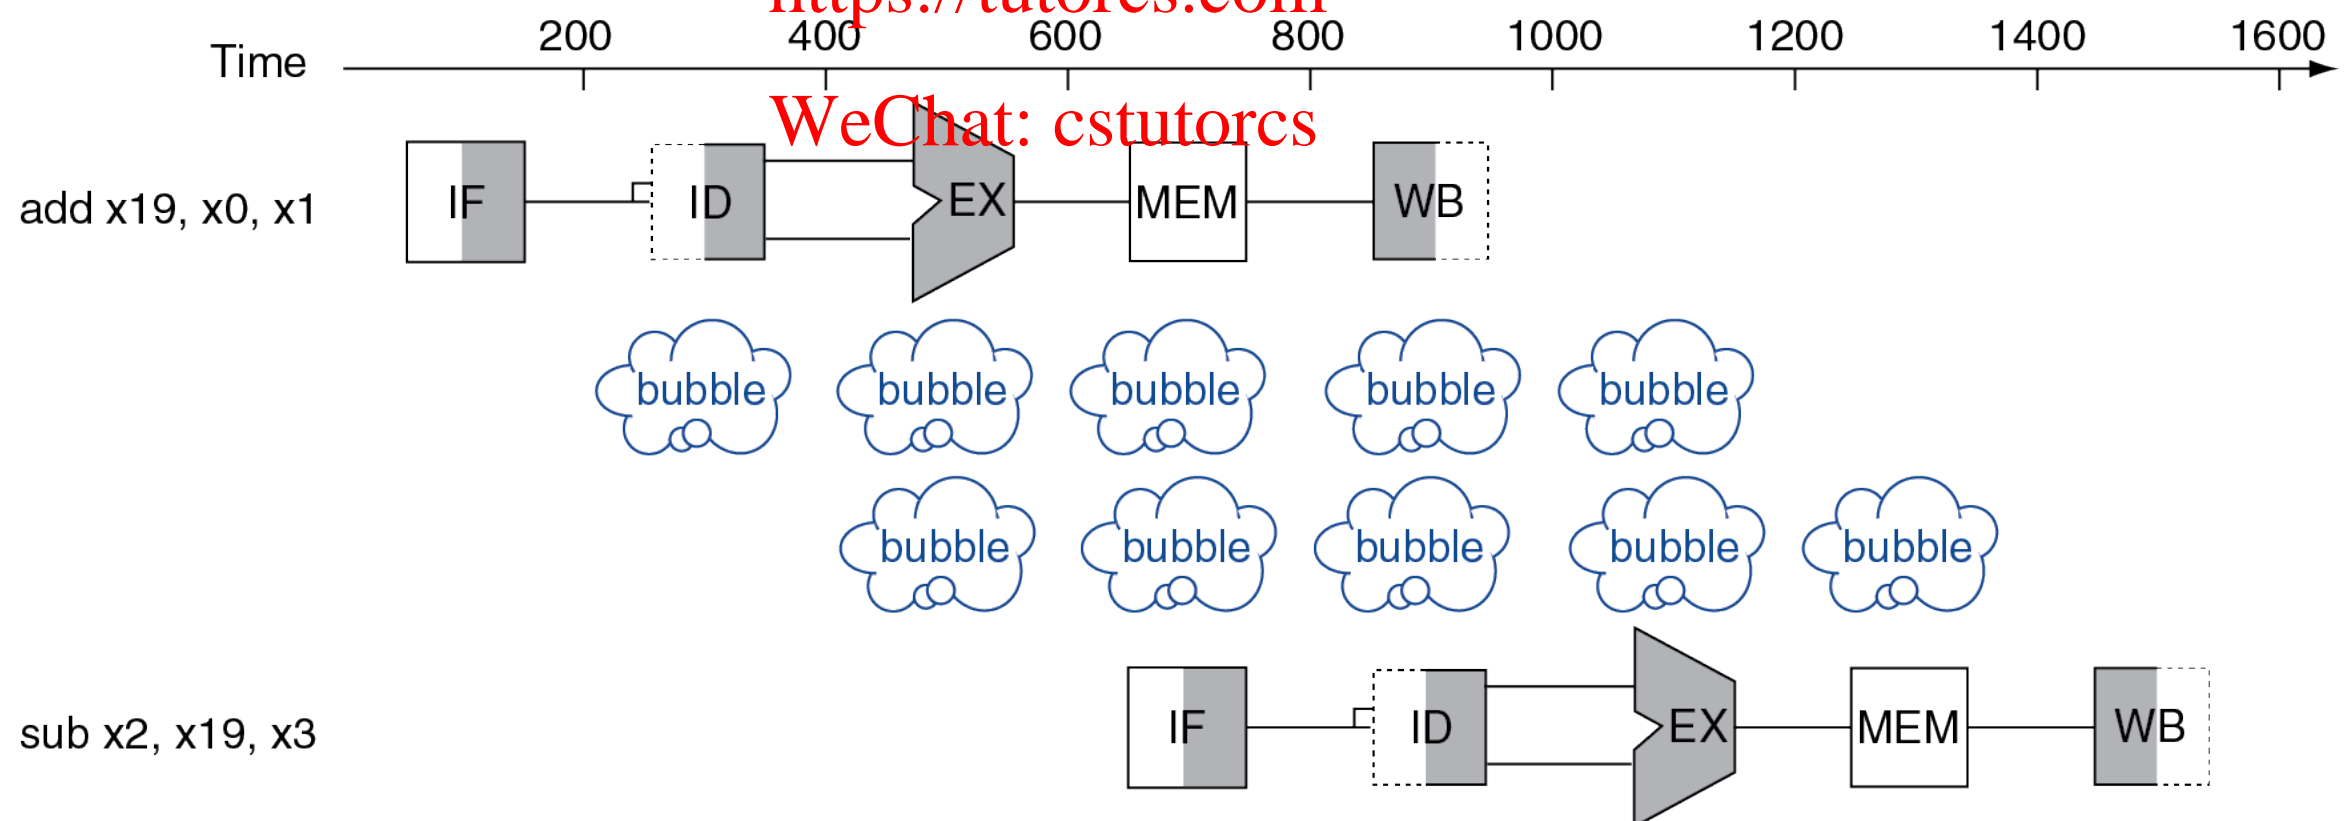 https://tutorcs.com
200 400 600 800 1000 1200 1400 1600
Time
WeChat: cstutorcs
add x19, x0, x1
IF ID EX MEM WB
bubble bubble bubble bubble bubble
bubble bubble bubble bubble bubble
sub x2, x19, x3
IF ID EX MEM WB